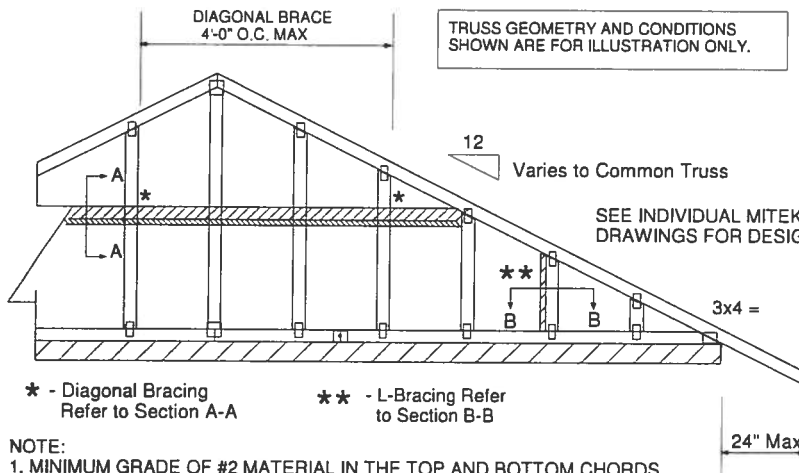 DIAGONAL BRACE
4'-0" O.C. MAX
TRUSS GEOMETRY AND CONDITIONS
SHOWN ARE FOR ILLUSTRATION ONLY.
12
Varies to Common Truss
A
*
*
SEE INDIVIDUAL MITEK
DRAWINGS FOR DESIG
A
**
B
B
3x4 =
* - Diagonal Bracing
Refer to Section A-A
** - L-Bracing Refer
to Section B-B
24" Max
NOTE:
1. MINIMUM GRADE OF #2 MATERIAL IN THE TOP AND BOTTOM CHORDS